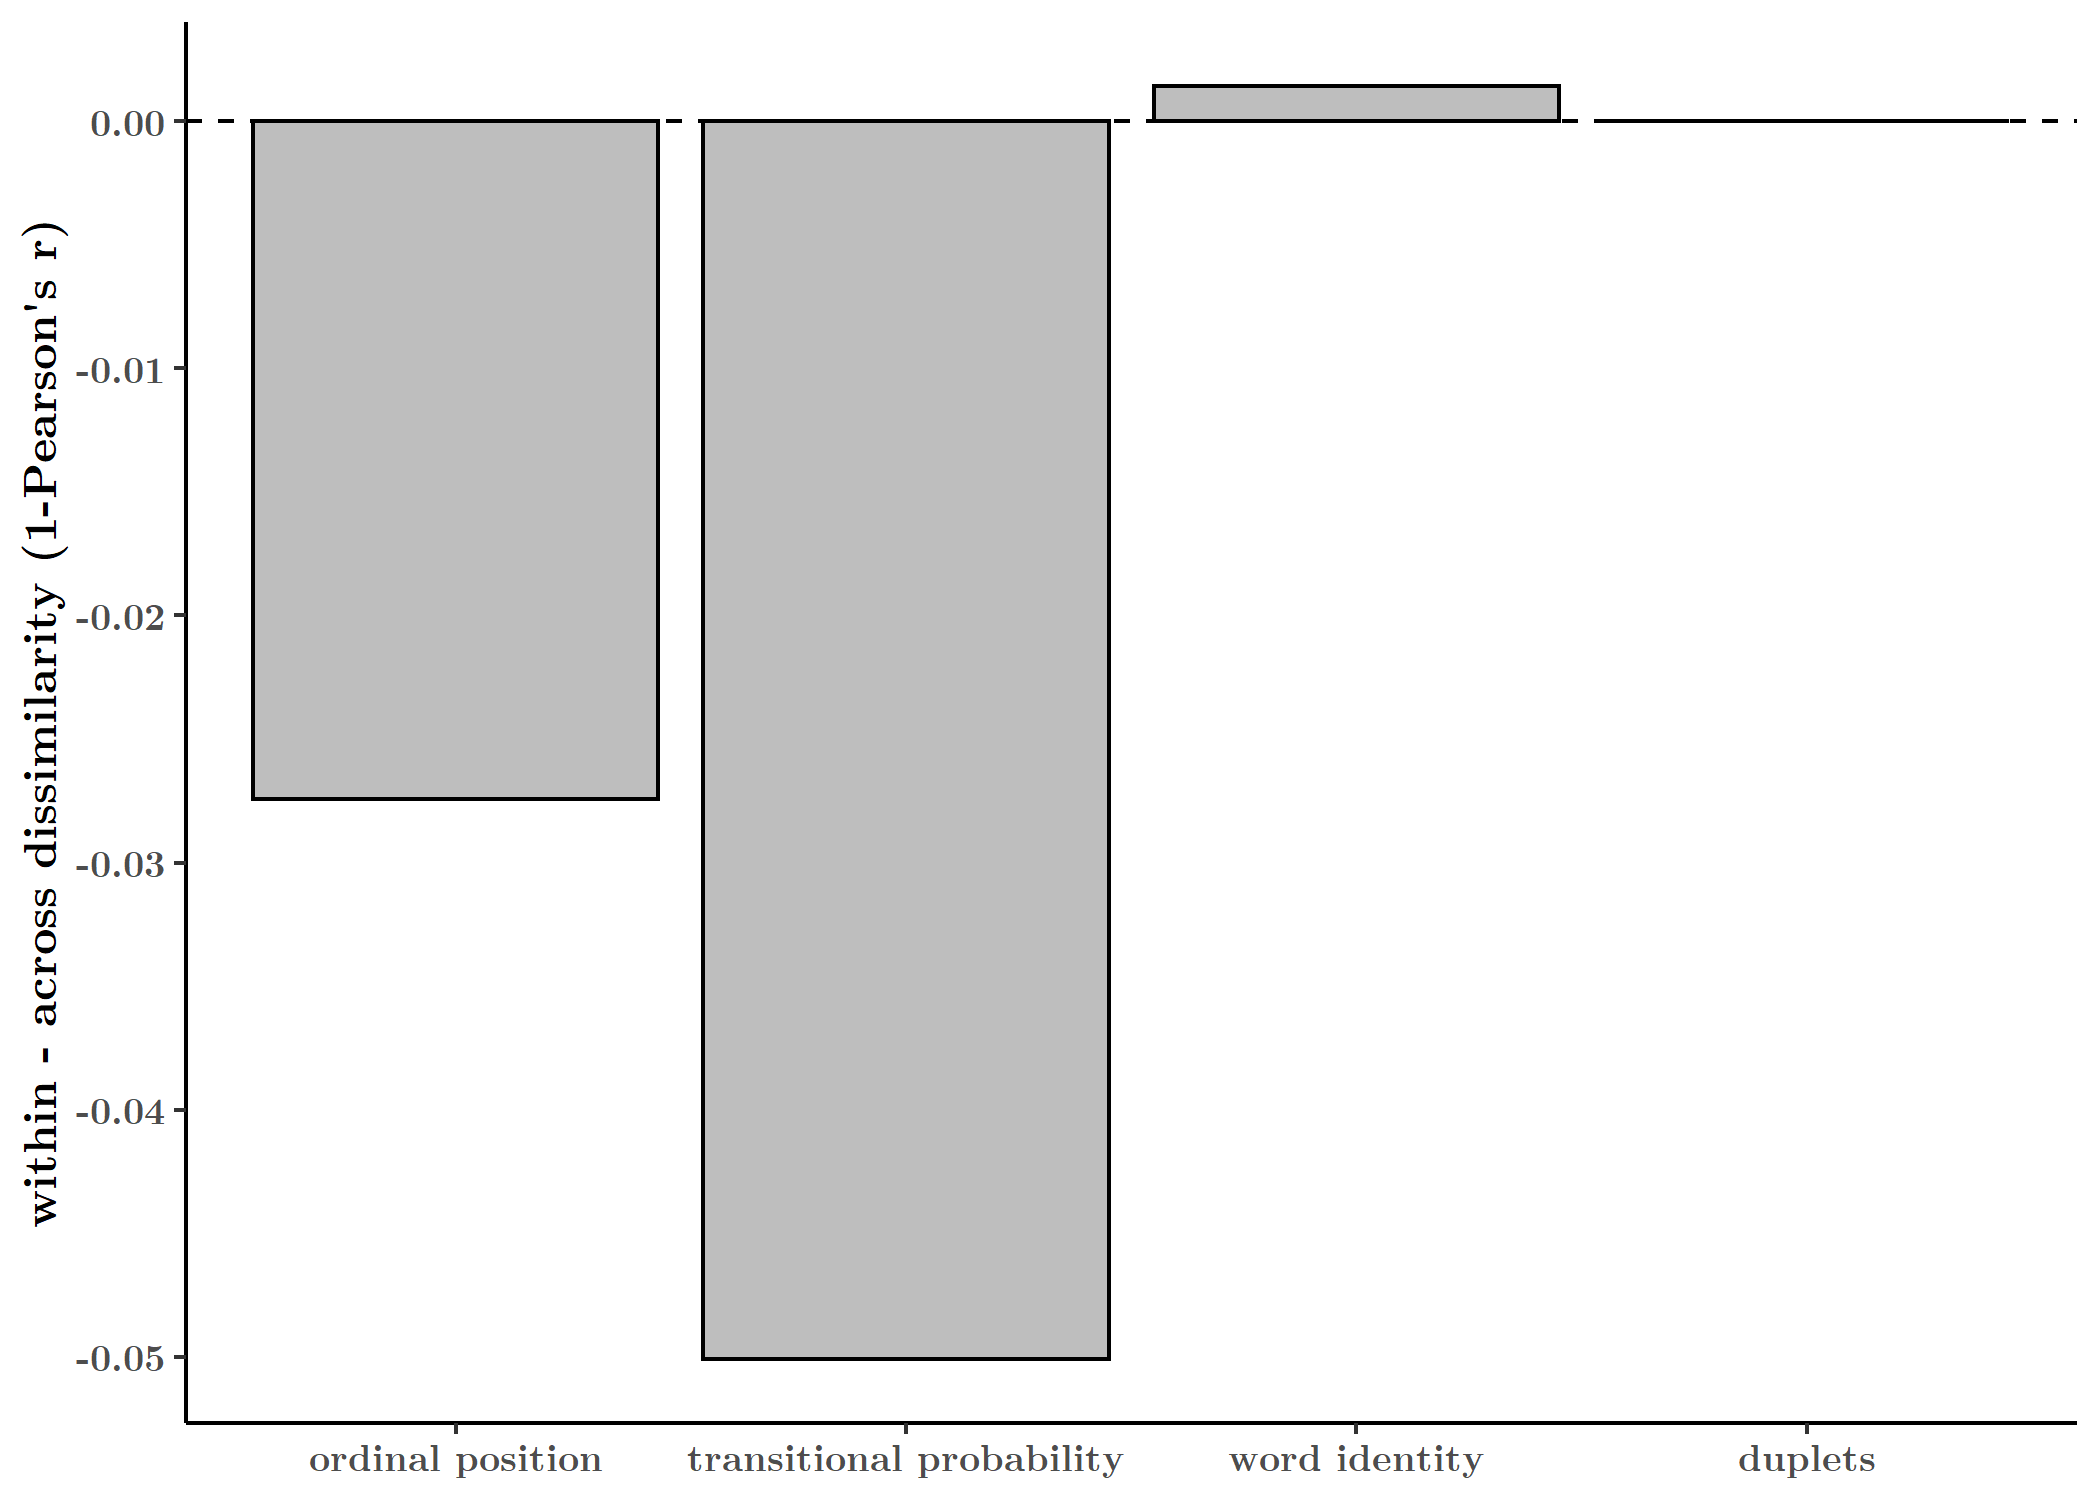 within - across dissimilarity (1-Pearson's r)
0.00
-0.01
-0.02
-0.03
-0.04
-0.05
ordinal position
transitional probability
word identity
duplets